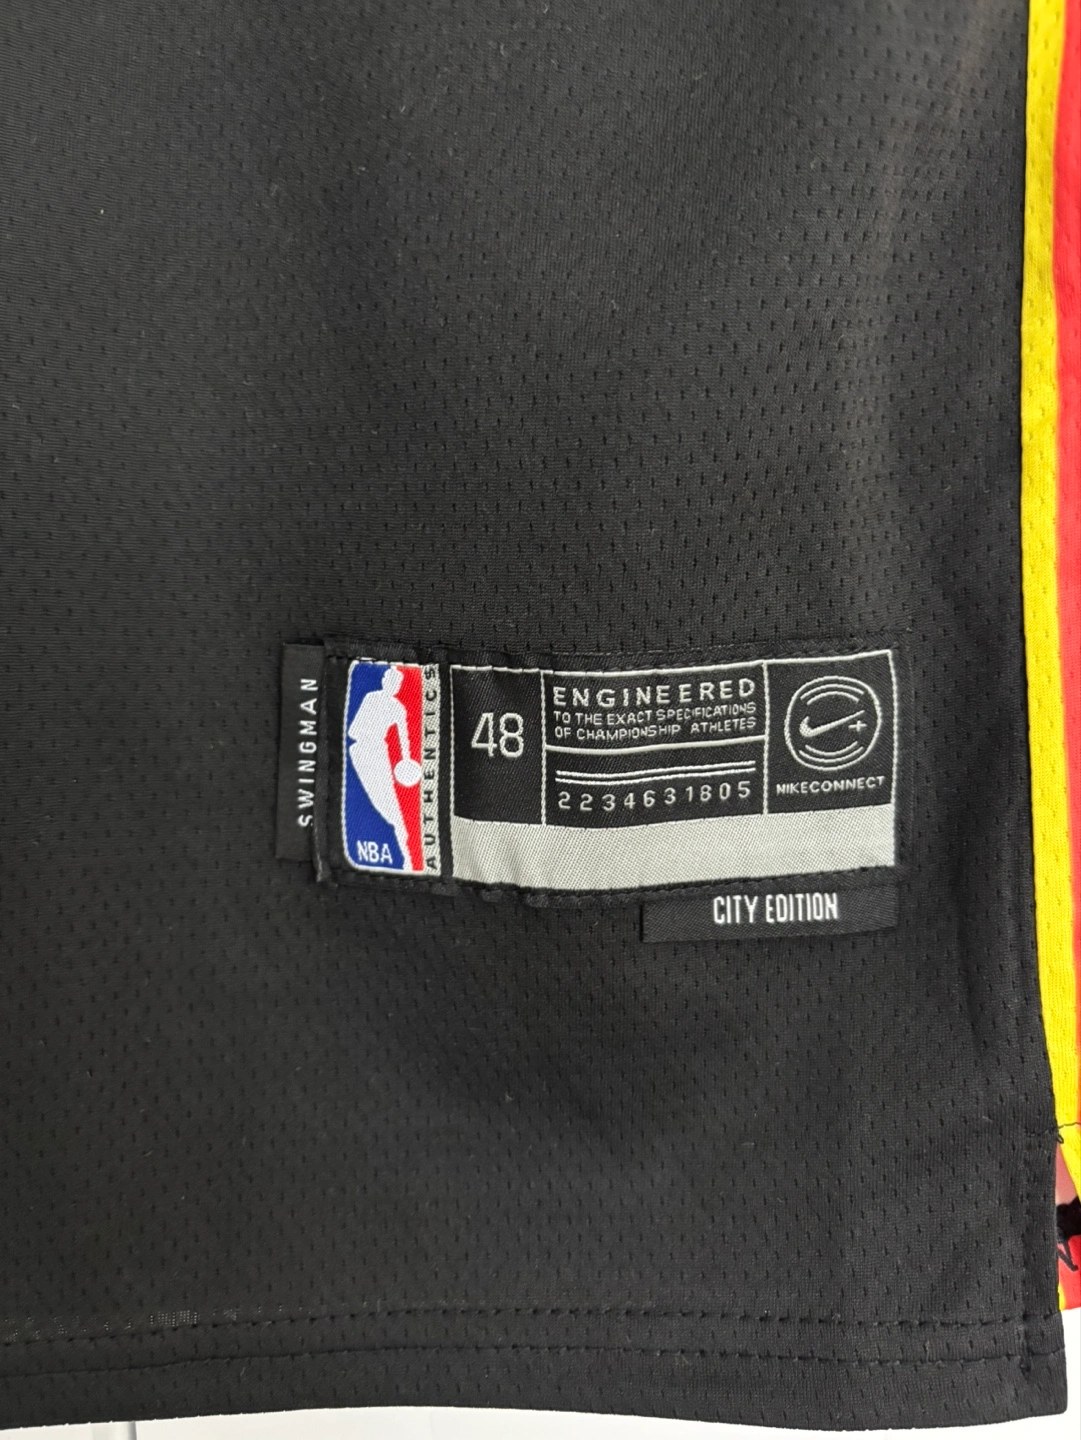 SWINGMAN
NBA
AUTHENTICS
48
ENGINEERED
TO THE EXACT SPECIFICATIONS
OF CHAMPIONSHIP ATHLETES
2234631805
NIKECONNECT
CITY EDITION